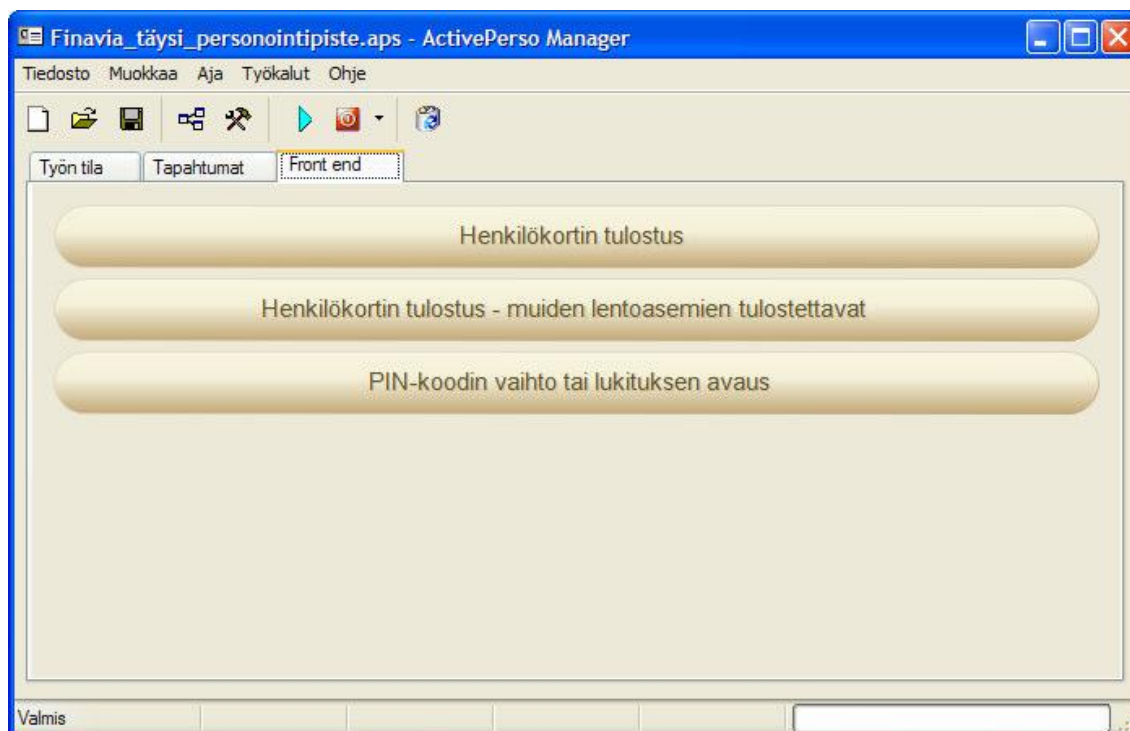 Finavia_täysi_personointipiste.aps - ActivePerso Manager
Tiedosto Muokkaa Aja Työkalut Ohje
Työn tila Tapahtumat Front end
Henkilökortin tulostus
Henkilökortin tulostus - muiden lentoasemien tulostettavat
PIN-koodin vaihto tai lukituksen avaus
Valmis